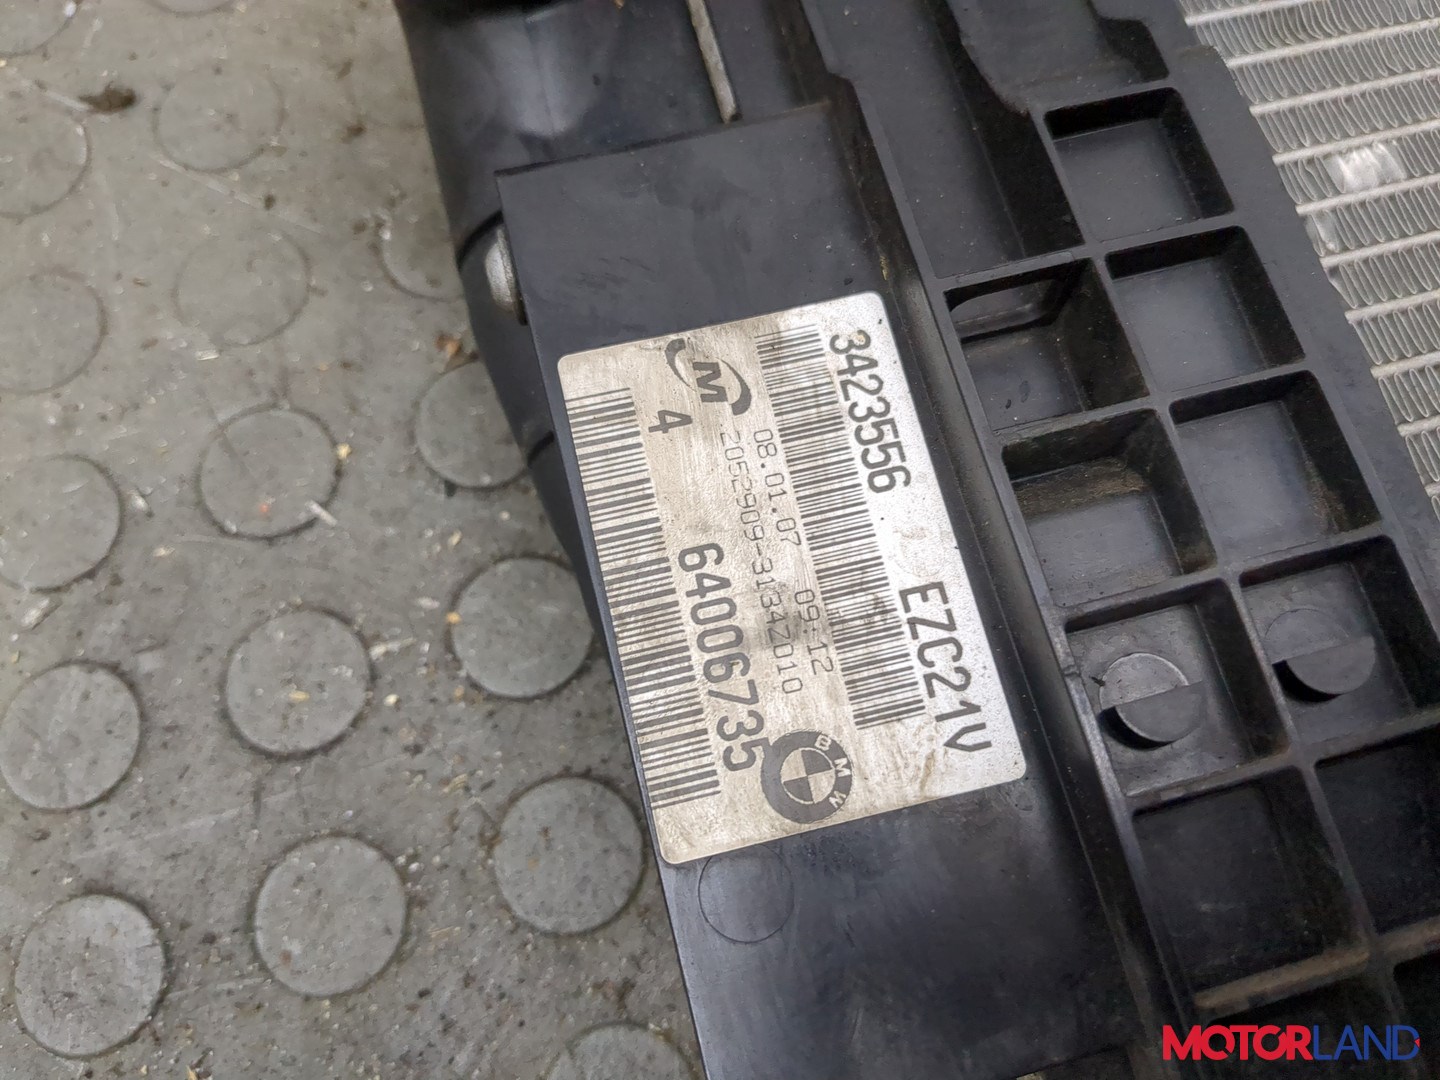 3423556 EZC21V
08.01.07 09:12
2052909-31347010
M
4
64006735
BMW
MOTORLAND